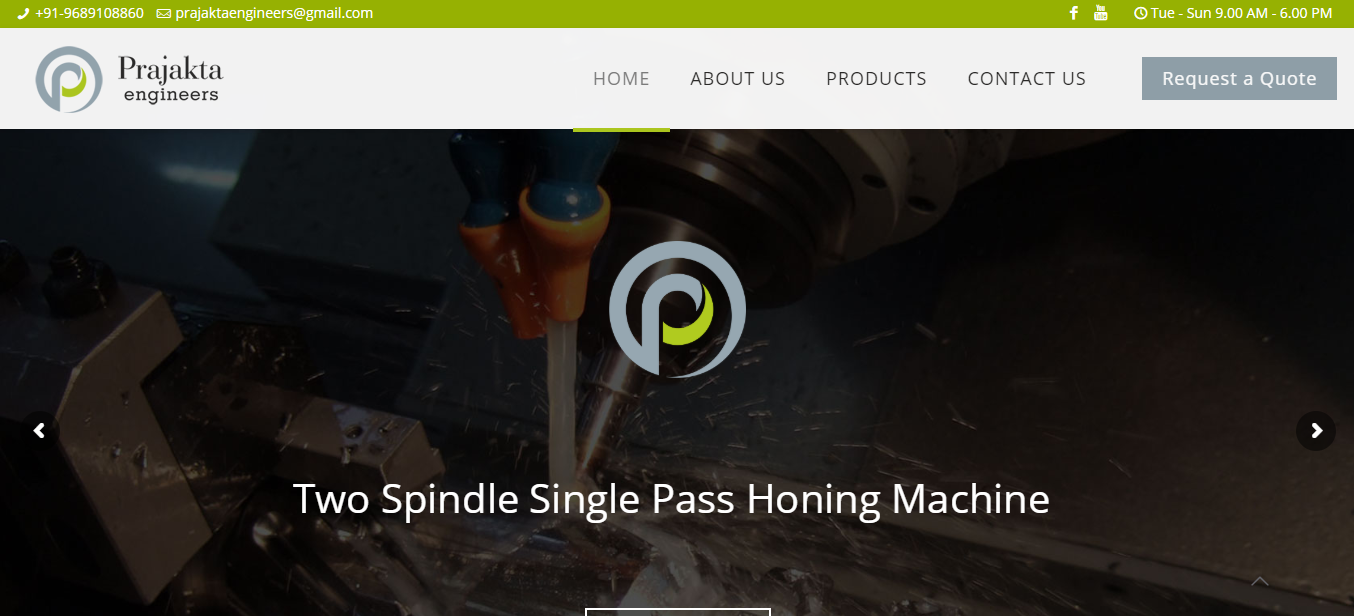 +91-9689108860 prajaktaengineers@gmail.com Tue - Sun 9.00 AM - 6.00 PM
Prajakta
engineers
HOME ABOUT US PRODUCTS CONTACT US Request a Quote
Two Spindle Single Pass Honing Machine